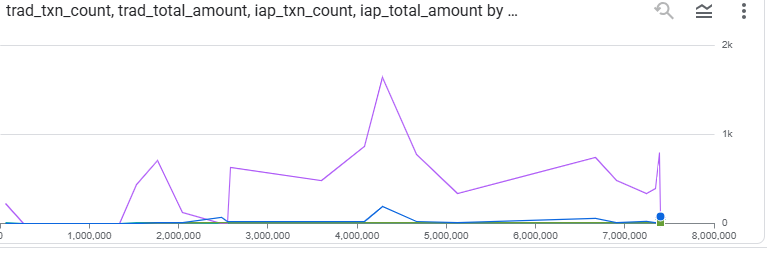 trad_txn_count, trad_total_amount, iap_txn_count, iap_total_amount by ...
2k
1k
0
0 1,000,000 2,000,000 3,000,000 4,000,000 5,000,000 6,000,000 7,000,000 8,000,000